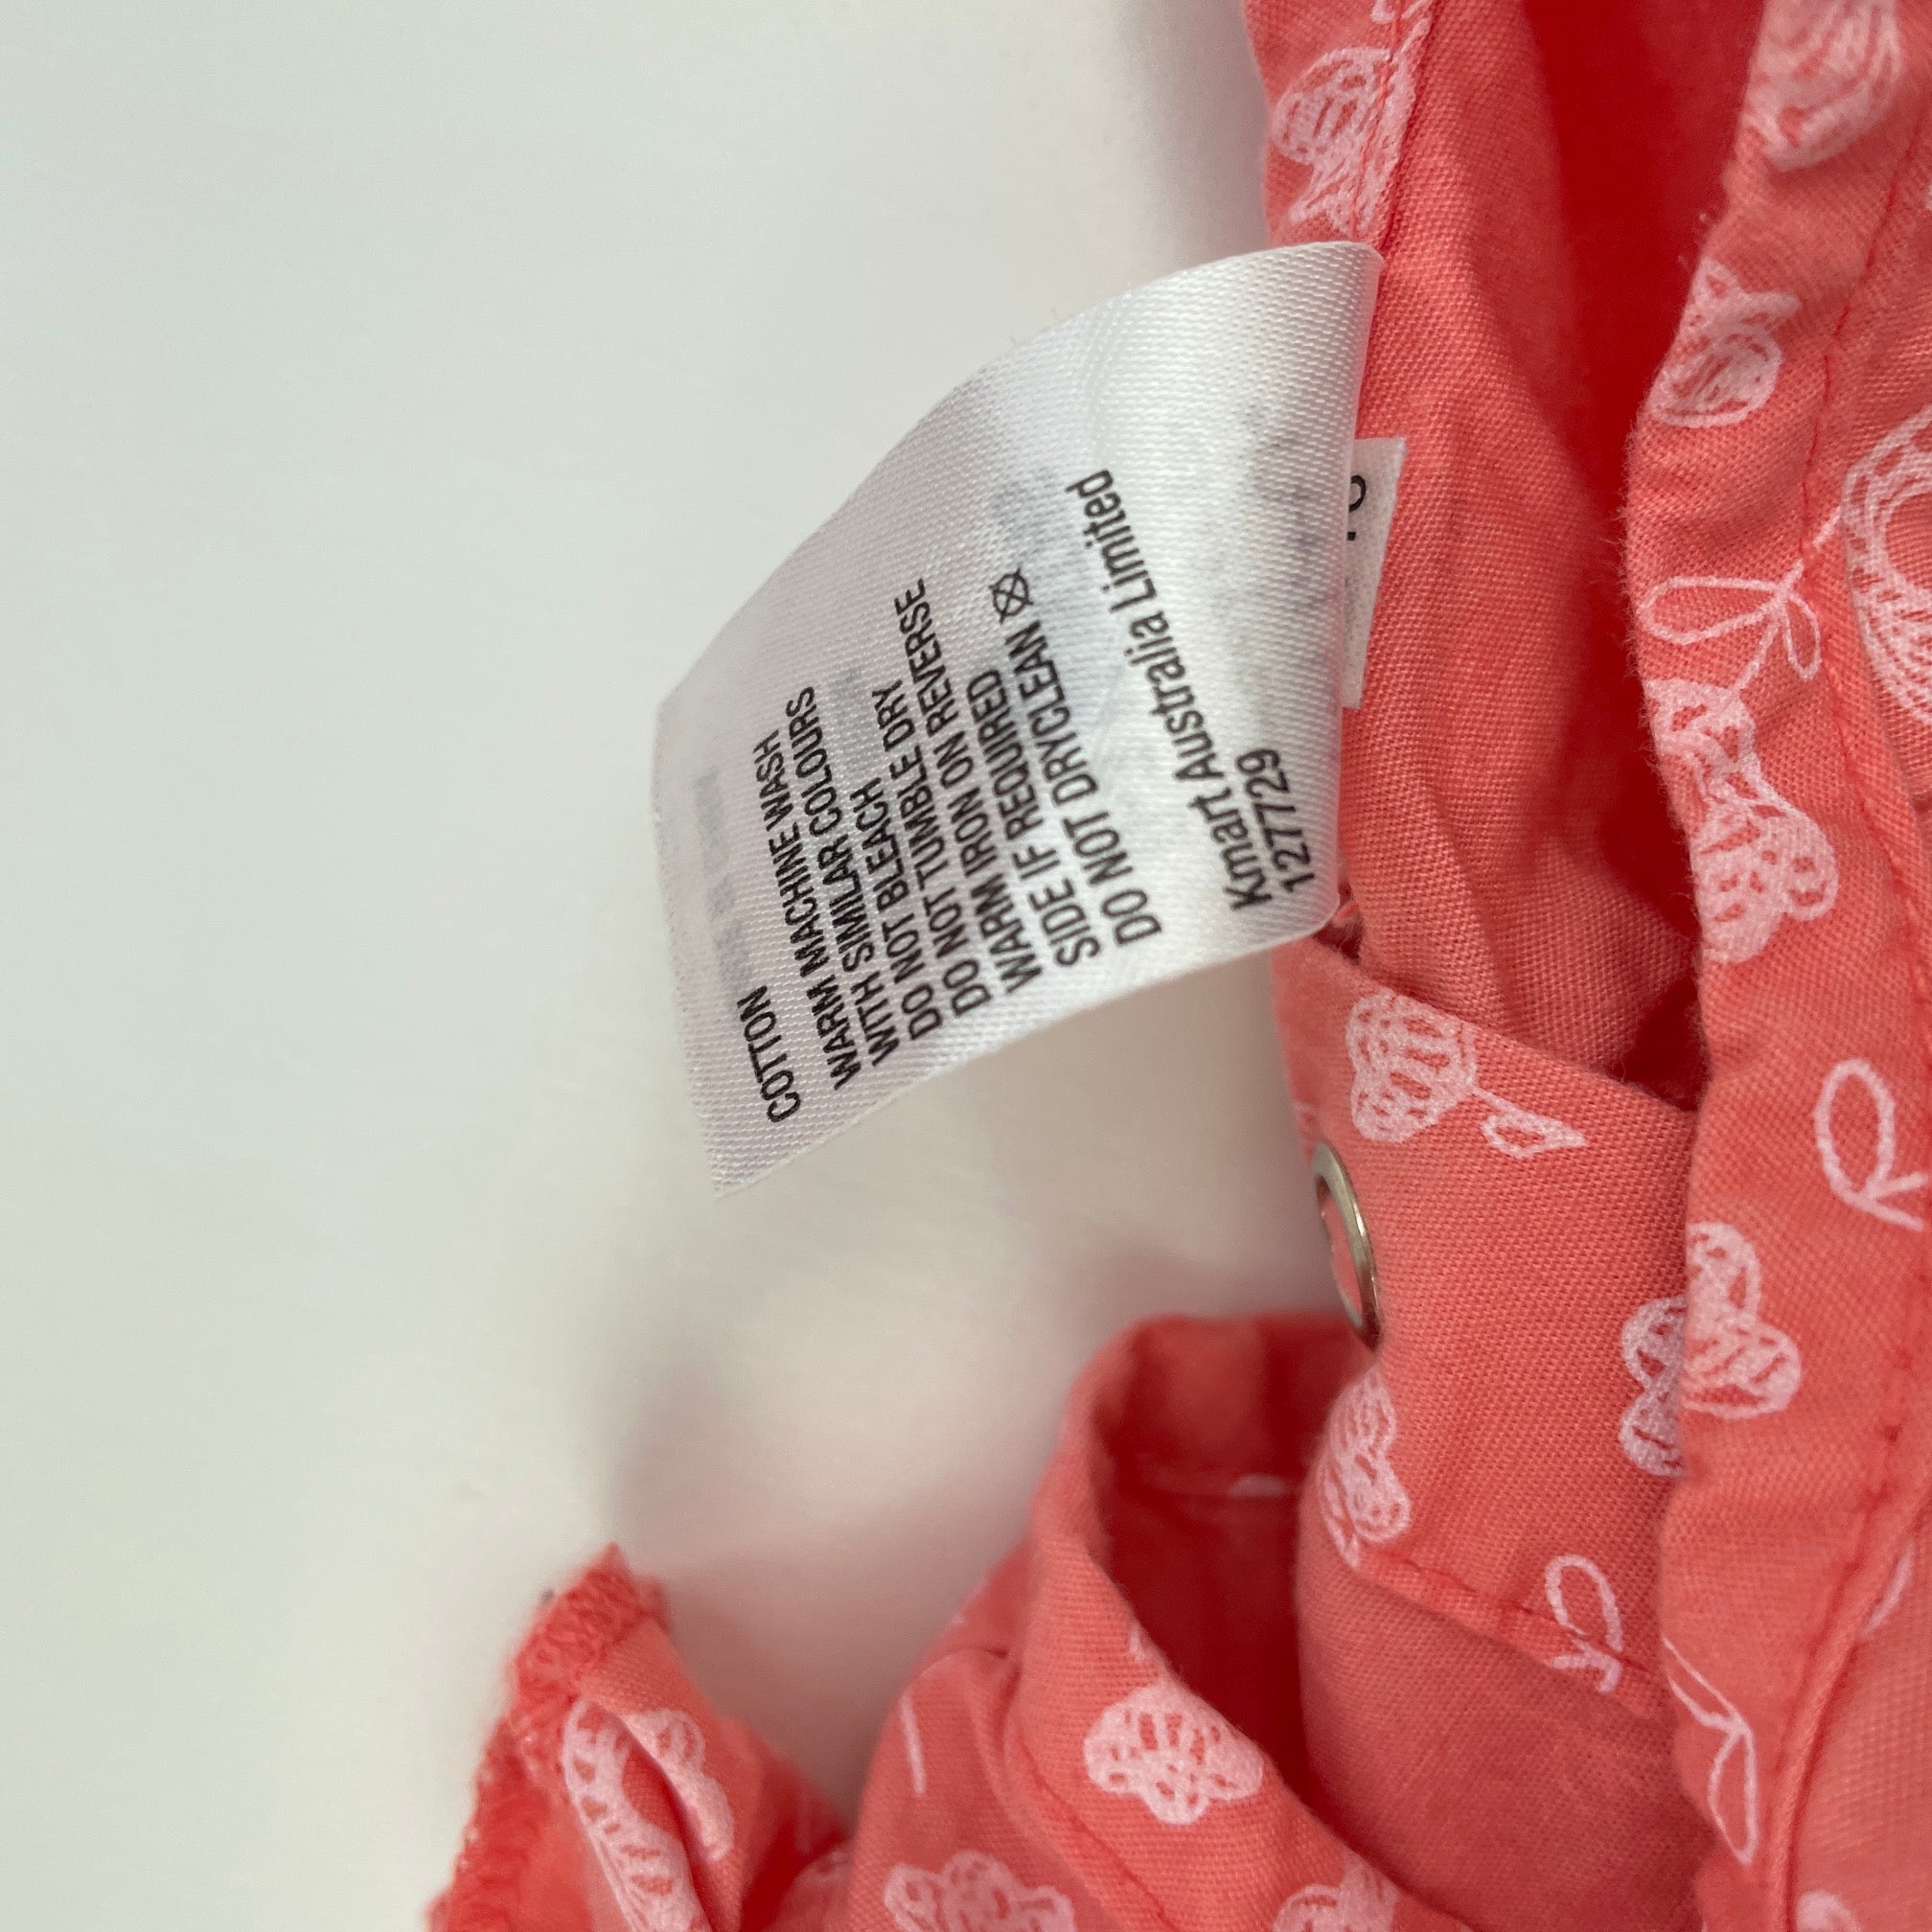 COTTON
WARM MACHINE WASH
WITH SIMILAR COLOURS
DO NOT BLEACH
DO NOT TUMBLE DRY
WARM IRON ON REVERSE
SIDE IF REQUIRED
DO NOT DRYCLEAN
Kmart Australia Limited
127729